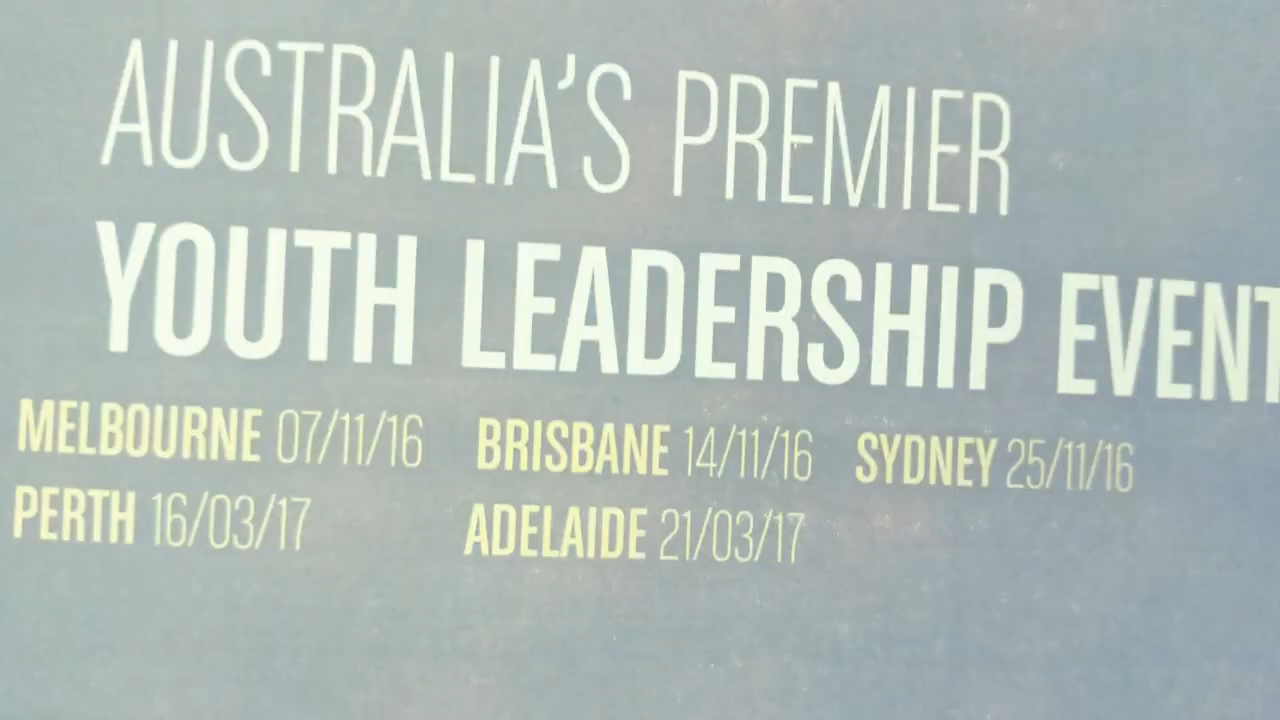 AUSTRALIA'S PREMIER
YOUTH LEADERSHIP EVENT
MELBOURNE 07/11/16 BRISBANE 14/11/16 SYDNEY 25/11/16
PERTH 16/03/17 ADELAIDE 21/03/17